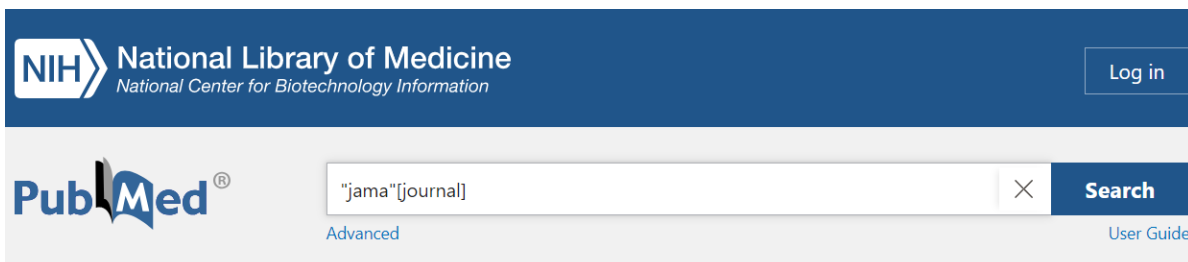 NIH National Library of Medicine
National Center for Biotechnology Information
Log in
PubMed®
"jama"[journal]
Search
Advanced
User Guide